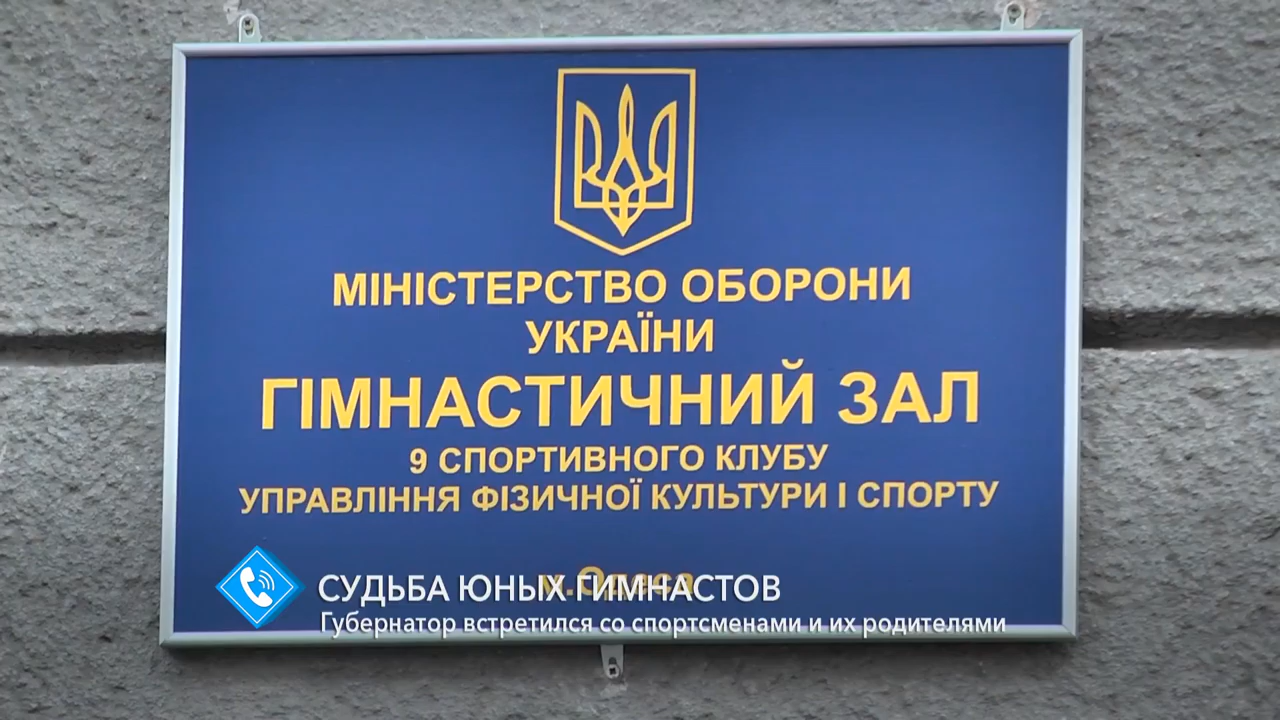 МІНІСТЕРСТВО ОБОРОНИ
УКРАЇНИ
ГІМНАСТИЧНИЙ ЗАЛ
9 СПОРТИВНОГО КЛУБУ
УПРАВЛІННЯ ФІЗИЧНОЇ КУЛЬТУРИ І СПОРТУ
м.Одеса
СУДЬБА ЮНЫХ ГИМНАСТОВ
Губернатор встретился со спортсменами и их родителями